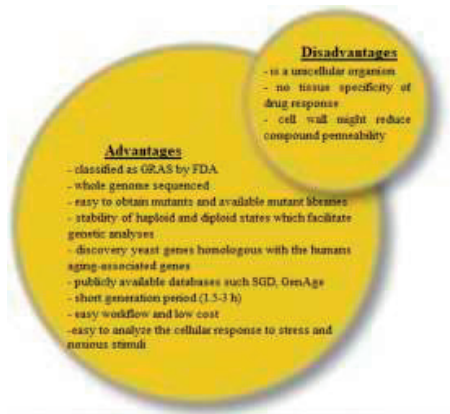 Disadvantages
- is a unicellular organism
- no tissue specificity of
drug response
- cell wall might reduce
compound permeability
Advantages
- classified as GRAS by FDA
- whole genome sequenced
- easy to obtain mutants and available mutant libraries
- stability of haploid and diploid states which facilitate
genetic analyses
- discovery yeast genes homologous with the humans
aging-associated genes
- publicly available databases such SGD, GenAge
- short generation period (1.5-3 h)
- easy workflow and low cost
-easy to analyze the cellular response to stress and
noxious stimuli